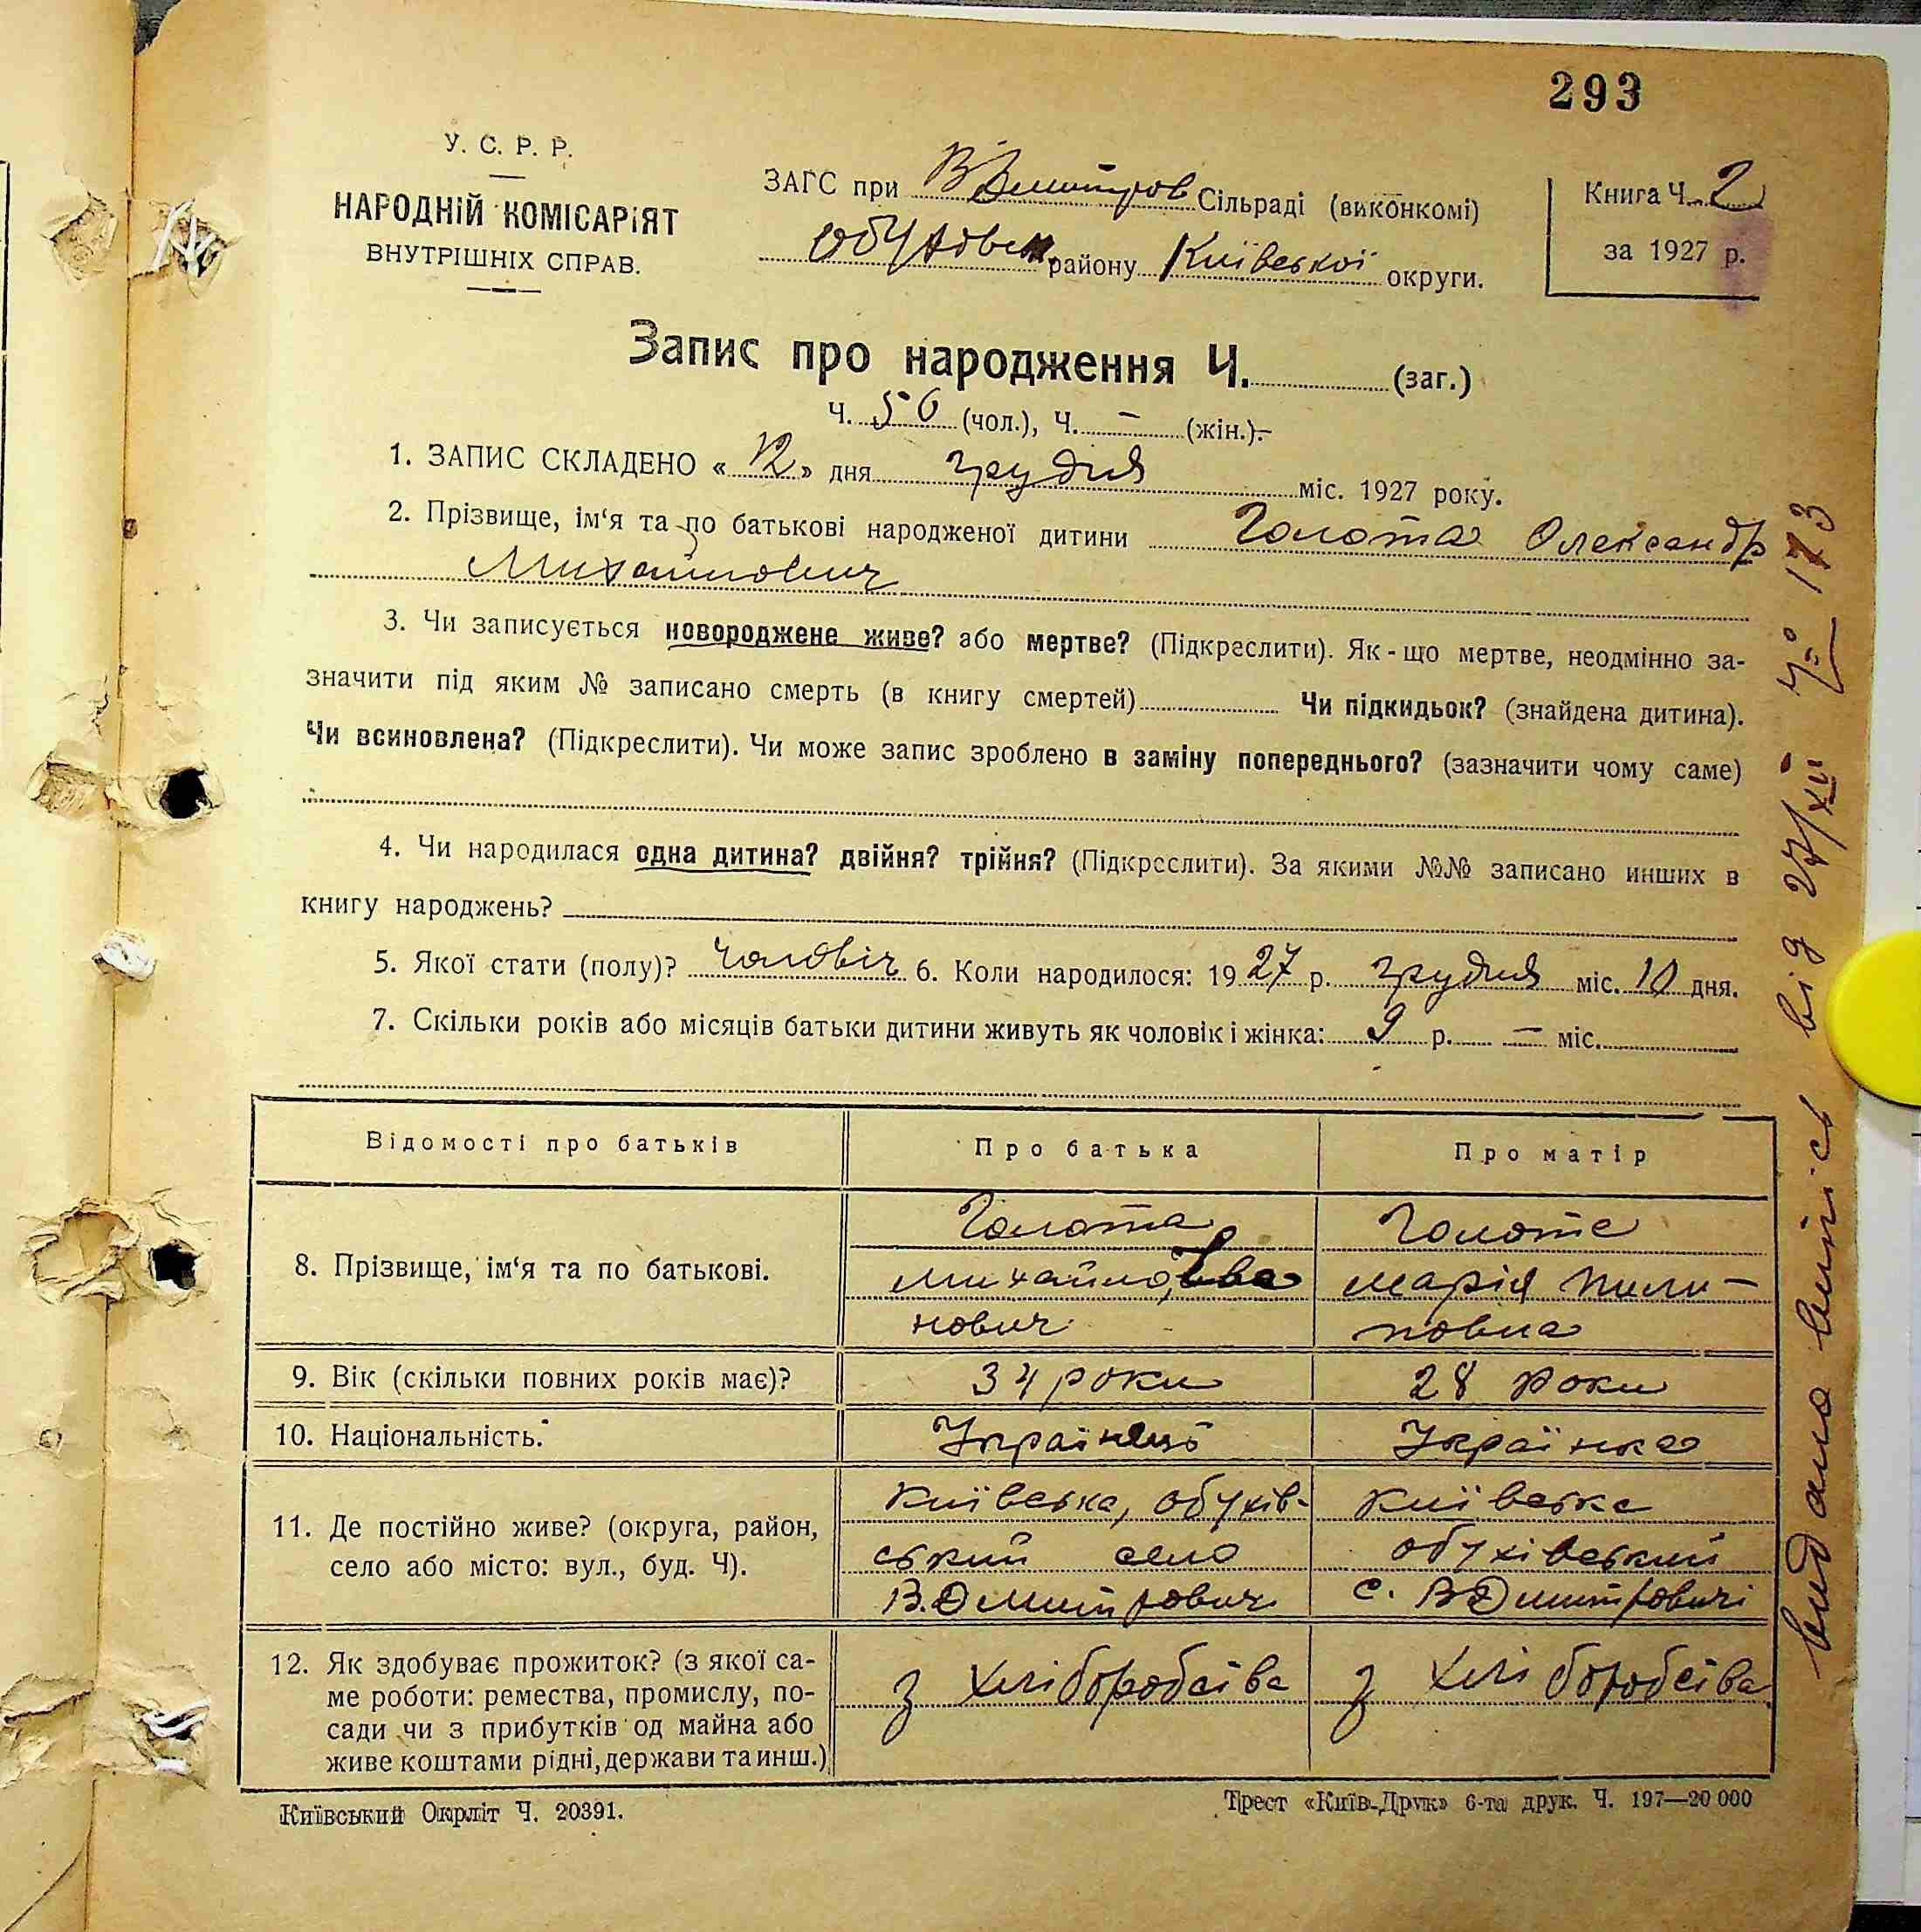 293
У. С. Р. Р.
НАРОДНІЙ КОМІСАРІЯТ
ВНУТРІШНІХ СПРАВ.
ЗАГС при В Дмитров Сільраді (виконкомі)
району Київської округи.
Книга Ч. 2
за 1927 р.
Запис про народження Ч. (заг.)
Ч. 56 (чол.), Ч. – (жін.).
1. ЗАПИС СКЛАДЕНО « 12 » дня грудня міс. 1927 року.
2. Прізвище, ім‘я та по батькові народженої дитини Голота Олександр
Михайлович
3. Чи записується новороджене живе? або мертве? (Підкреслити). Як-що мертве, неодмінно за-
значити під яким № записано смерть (в книгу смертей) Чи підкидьок? (знайдена дитина).
Чи всиновлена? (Підкреслити). Чи може запис зроблено в заміну попереднього? (зазначити чому саме)
4. Чи народилася одна дитина? двійня? трійня? (Підкреслити). За якими №№ записано инших в
книгу народжень?
5. Якої стати (полу)? чоловіч 6. Коли народилося: 1927 р. грудня міс. 10 дня.
7. Скільки років або місяців батьки дитини живуть як чоловік і жінка: 9 р. — міс.
Відомості про батьків
Про батька
Про матір
8. Прізвище, ім‘я та по батькові.
Голота
Михайло Іва
нович
Голота
Марія Пили–
повна
9. Вік (скільки повних років має)?
34 роки
28 роки
10. Національність.
Українець
Українка
11. Де постійно живе? (округа, район,
село або місто: вул., буд. Ч).
Київська, Обухів-
ський село
В.Дмитрович
Київська
Обухівський
с. ВДмитровичі
12. Як здобуває прожиток? (з якої са-
ме роботи: ремества, промислу, по-
сади чи з прибутків од майна або
живе коштами рідні, держави та инш.)
з хліборобства
з хліборобства
Київський Окрліт Ч. 20391.
Трест «Київ-Друк» 6-та друк. Ч. 197—20 000
видано випись від 27/XII 173